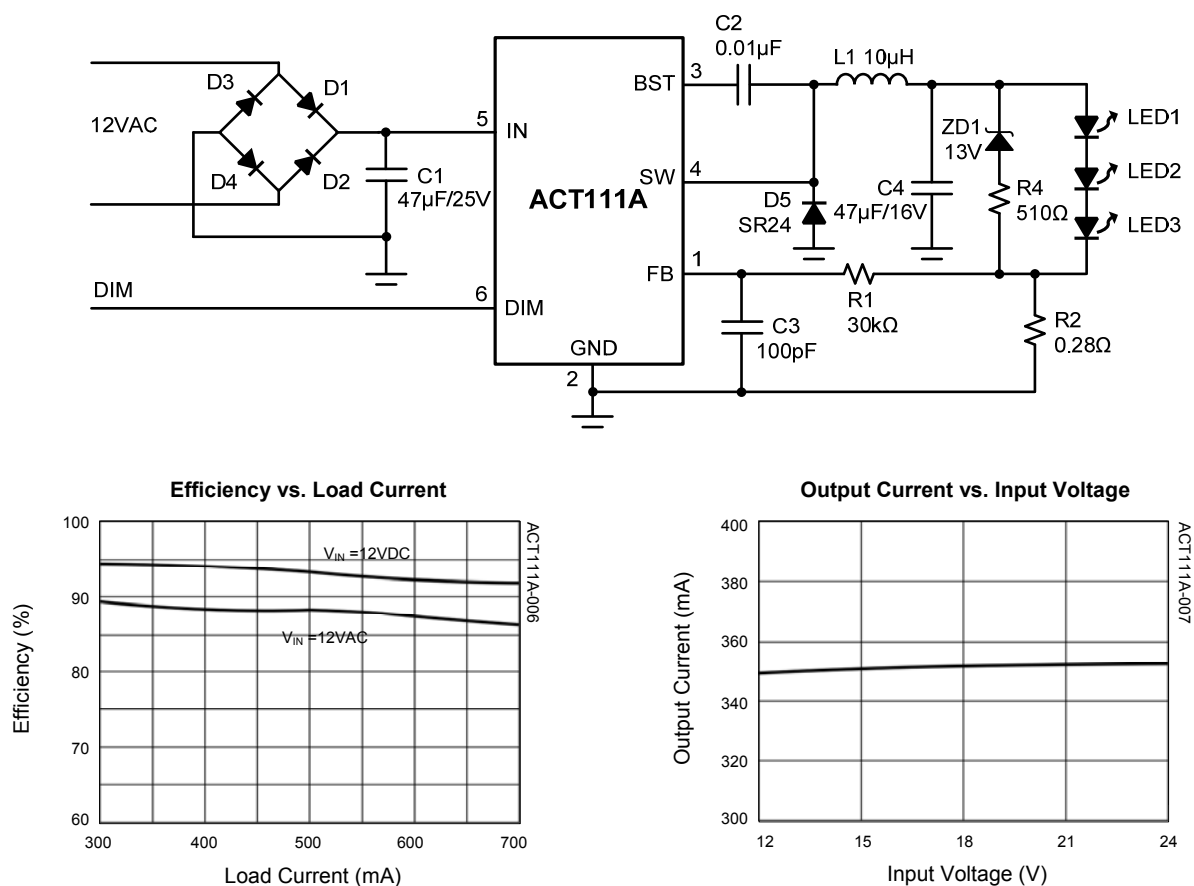 12VAC
D3
D1
D4
D2
C1
47µF/25V
DIM
5
IN
6
DIM
ACT111A
GND
2
BST
3
SW
4
FB
1
C2
0.01µF
L1 10µH
D5
SR24
C4
47µF/16V
ZD1
13V
R4
510Ω
LED1
LED2
LED3
R1
30kΩ
C3
100pF
R2
0.28Ω
Efficiency vs. Load Current
Efficiency (%)
100
90
80
70
60
VIN =12VDC
VIN =12VAC
300
400
500
600
700
Load Current (mA)
ACT111A-006
Output Current vs. Input Voltage
Output Current (mA)
400
380
360
340
320
300
12
15
18
21
24
Input Voltage (V)
ACT111A-007